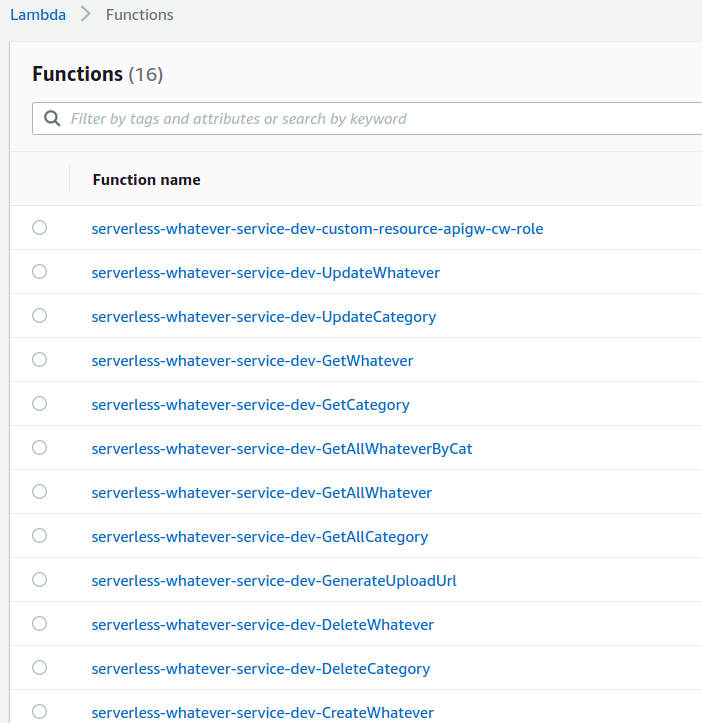 Lambda > Functions
Functions (16)
Filter by tags and attributes or search by keyword
Function name
serverless-whatever-service-dev-custom-resource-apigw-cw-role
serverless-whatever-service-dev-UpdateWhatever
serverless-whatever-service-dev-UpdateCategory
serverless-whatever-service-dev-GetWhatever
serverless-whatever-service-dev-GetCategory
serverless-whatever-service-dev-GetAllWhateverByCat
serverless-whatever-service-dev-GetAllWhatever
serverless-whatever-service-dev-GetAllCategory
serverless-whatever-service-dev-GenerateUploadUrl
serverless-whatever-service-dev-DeleteWhatever
serverless-whatever-service-dev-DeleteCategory
serverless-whatever-service-dev-CreateWhatever